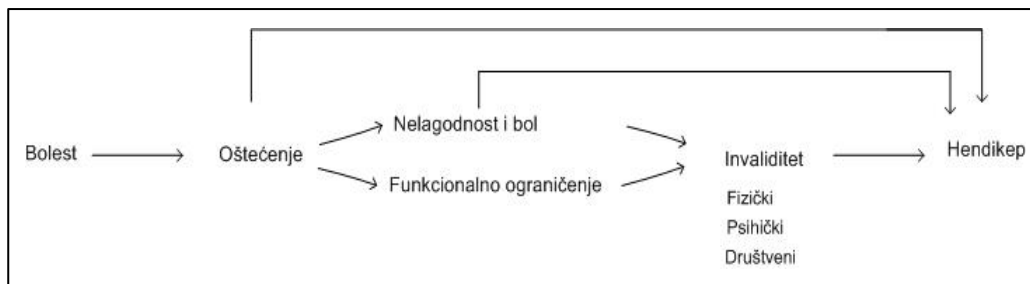 Bolest
Oštećenje
Nelagodnost i bol
Funkcionalno ograničenje
Invaliditet
Fizički
Psihički
Društveni
Hendikep